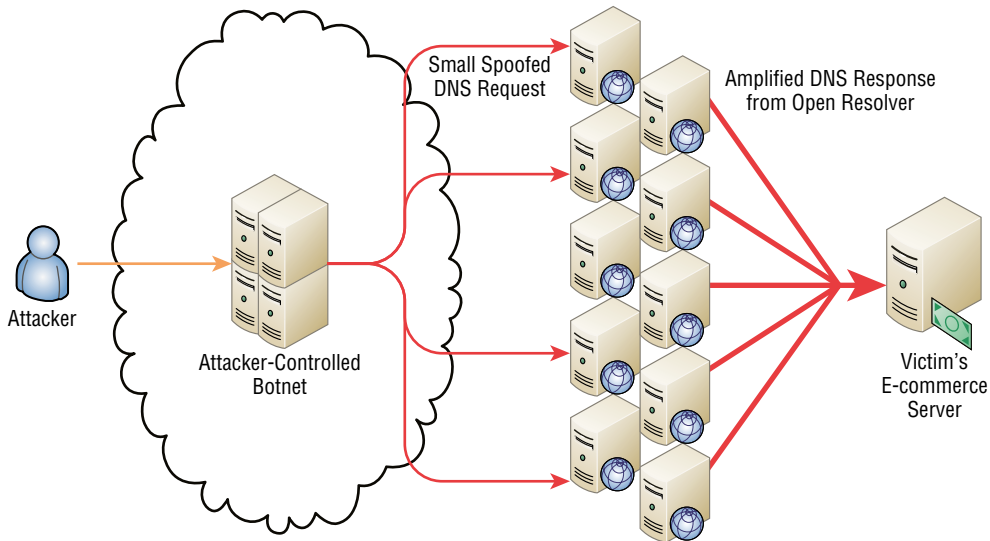 Small Spoofed
DNS Request
Amplified DNS Response
from Open Resolver
Attacker
Attacker-Controlled
Botnet
Victim's
E-commerce
Server